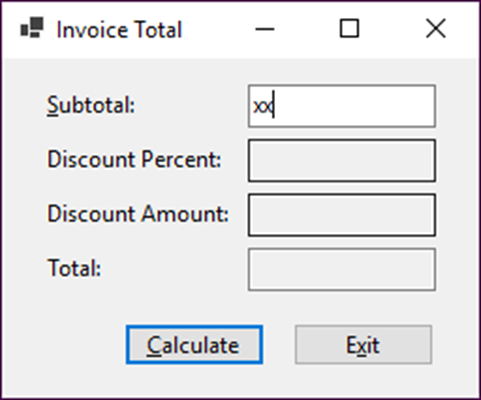 Invoice Total
Subtotal: xx
Discount Percent:
Discount Amount:
Total:
Calculate Exit